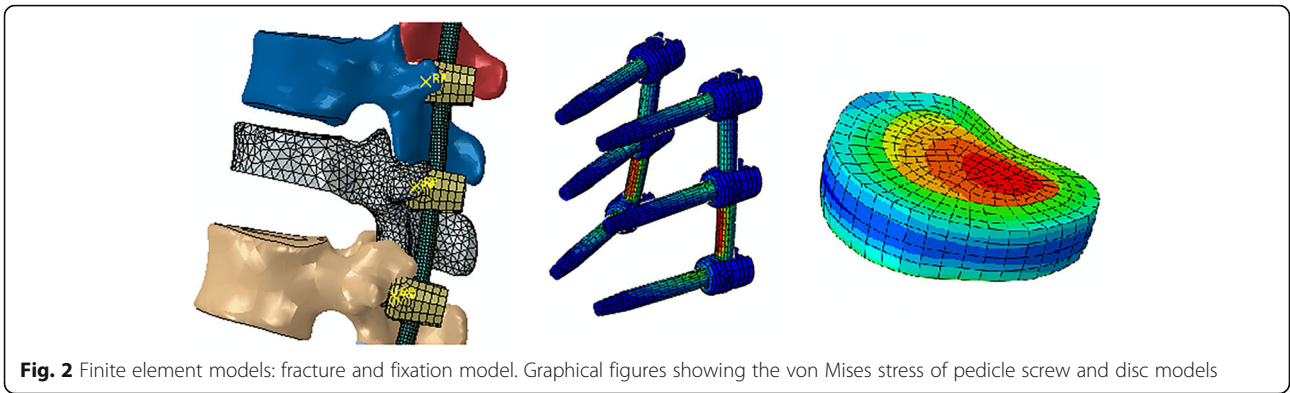 Fig. 2 Finite element models: fracture and fixation model. Graphical figures showing the von Mises stress of pedicle screw and disc models